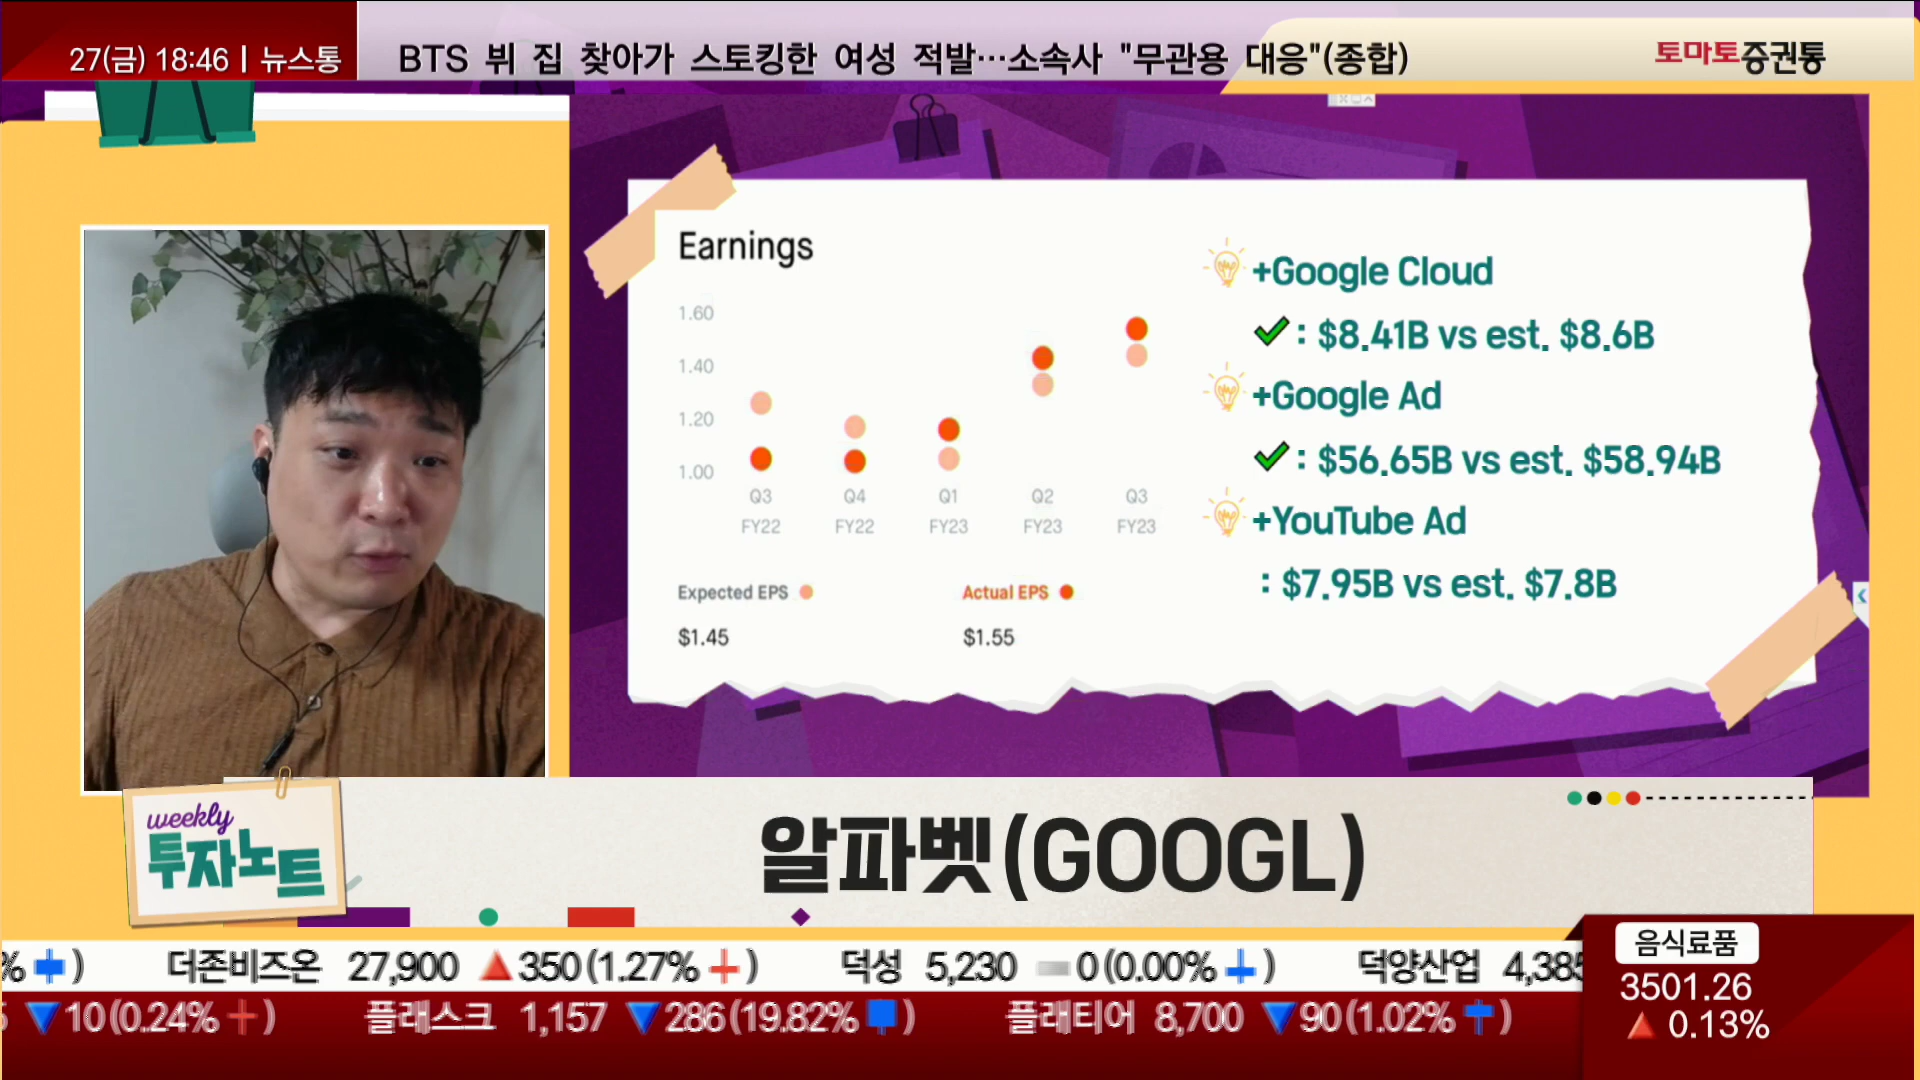 27(금) 18:46 | 뉴스통
BTS 뷔 집 찾아가 스토킹한 여성 적발…소속사 "무관용 대응"(종합)
토마토증권통
Earnings
1.60
1.40
1.20
1.00
Q3 Q4 Q1 Q2 Q3
FY22 FY22 FY23 FY23 FY23
Expected EPS
Actual EPS
$1.45
$1.55
+Google Cloud
: $8.41B vs est. $8.6B
+Google Ad
: $56.65B vs est. $58.94B
+YouTube Ad
: $7.95B vs est. $7.8B
weekly
투자노트
알파벳(GOOGL)
% ) 더존비즈온 27,900 ▲350(1.27% ) 덕성 5,230 0(0.00% ) 덕양산업 4,385
▼10(0.24% ) 플래스크 1,157 ▼286(19.82% ) 플래티어 8,700 ▼90(1.02% )
음식료품
3501.26
▲ 0.13%